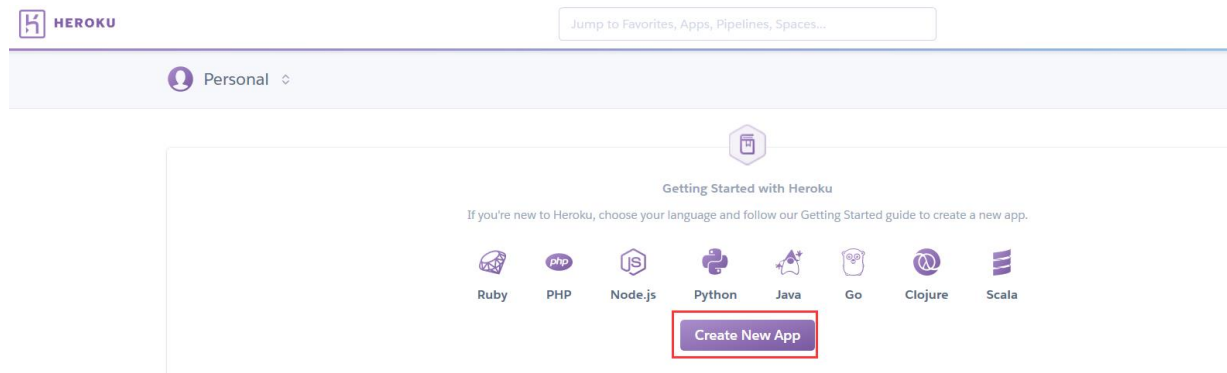 HEROKU
Jump to Favorites, Apps, Pipelines, Spaces...
Personal
Getting Started with Heroku
If you're new to Heroku, choose your language and follow our Getting Started guide to create a new app.
php JS
Ruby PHP Node.js Python Java Go Clojure Scala
Create New App